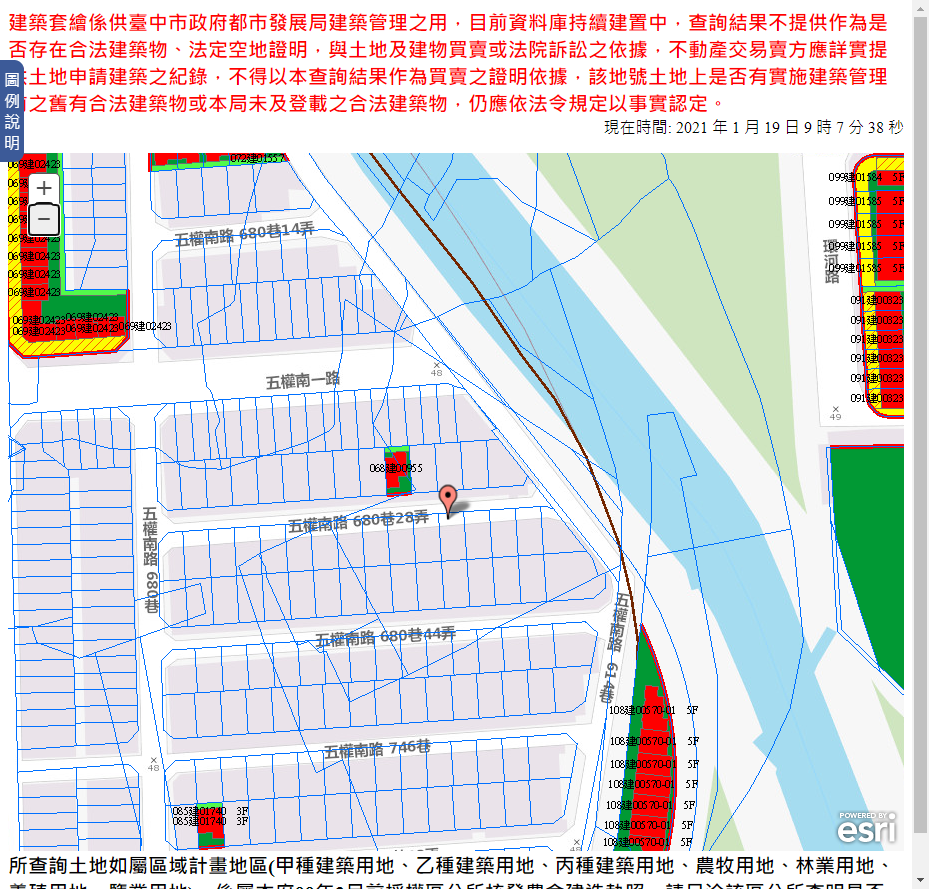 建築套繪係供臺中市政府都市發展局建築管理之用，目前資料庫持續建置中，查詢結果不提供作為是
否存在合法建築物、法定空地證明，與土地及建物買賣或法院訴訟之依據，不動產交易賣方應詳實提
土地申請建築之紀錄，不得以本查詢結果作為買賣之證明依據，該地號土地上是否有實施建築管理
之舊有合法建築物或本局未及登載之合法建築物，仍應依法令規定以事實認定。
圖例說明
現在時間: 2021 年 1 月 19 日 9 時 7 分 38 秒
069建02423
072建01557
099建01584 5F
+
099建01585 5F
五權南路 680巷14弄
099建01585 5F
−
069建02423
099建01585 5F
環河路
069建02423
099建01585 5F
069建02423
069建02423
091建00323
069建02423
069建02423
091建00323
069建02423
069建02423
069建02423
091建00323
091建00323
48
五權南一路
091建00323
091建00323
49
068建00955
五權南路 680巷28弄
五權南路 680巷
五權南路 614巷
五權南路 680巷44弄
108建00570-01 5F
108建00570-01 5F
五權南路 746巷
48
108建00570-01 5F
108建00570-01 5F
108建00570-01 5F
085建01740 3F
085建01740 3F
108建00570-01 5F
108建00570-01 5F
48
POWERED BY
esri
所查詢土地如屬區域計畫地區(甲種建築用地、乙種建築用地、丙種建築用地、農牧用地、林業用地、